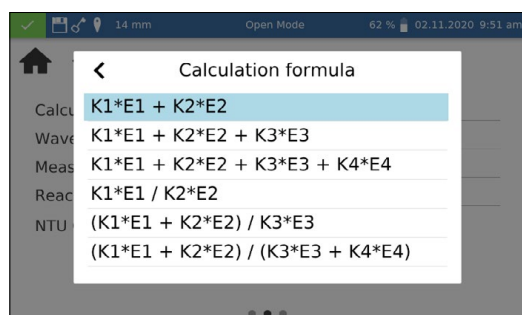 14 mm Open Mode 62 % 02.11.2020 9:51 am
Calculation formula
K1*E1 + K2*E2
K1*E1 + K2*E2 + K3*E3
K1*E1 + K2*E2 + K3*E3 + K4*E4
K1*E1 / K2*E2
(K1*E1 + K2*E2) / K3*E3
(K1*E1 + K2*E2) / (K3*E3 + K4*E4)
Calcu
Wave
Meas
Reac
NTU